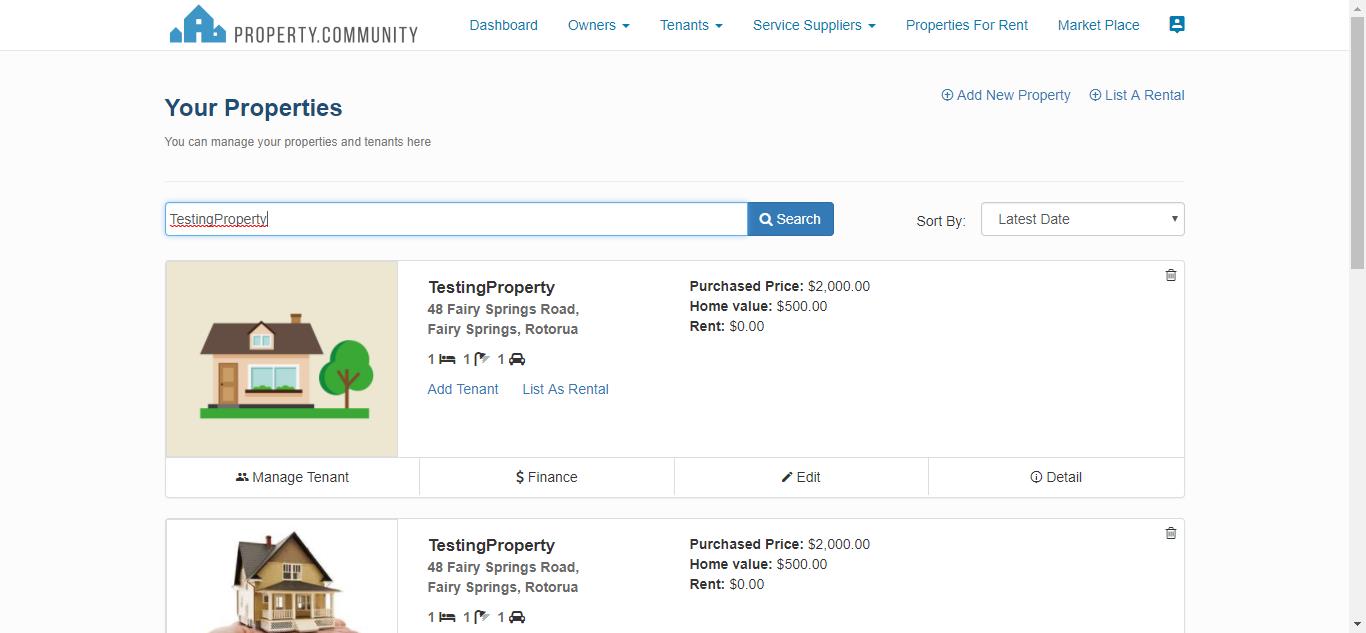 PROPERTY.COMMUNITY
Dashboard Owners Tenants Service Suppliers Properties For Rent Market Place
Your Properties
Add New Property List A Rental
You can manage your properties and tenants here
TestingProperty Search Sort By: Latest Date
TestingProperty
48 Fairy Springs Road,
Fairy Springs, Rotorua
1 1 1
Add Tenant List As Rental
Purchased Price: $2,000.00
Home value: $500.00
Rent: $0.00
Manage Tenant $ Finance Edit Detail
TestingProperty
48 Fairy Springs Road,
Fairy Springs, Rotorua
1 1 1
Purchased Price: $2,000.00
Home value: $500.00
Rent: $0.00